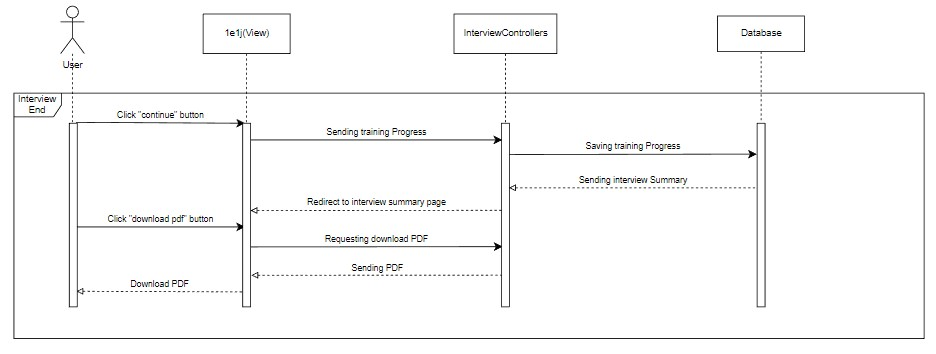 1e1j(View)
InterviewControllers
Database
User
Interview
End
Click "continue" button
Sending training Progress
Saving training Progress
Sending interview Summary
Redirect to interview summary page
Click "download pdf" button
Requesting download PDF
Sending PDF
Download PDF